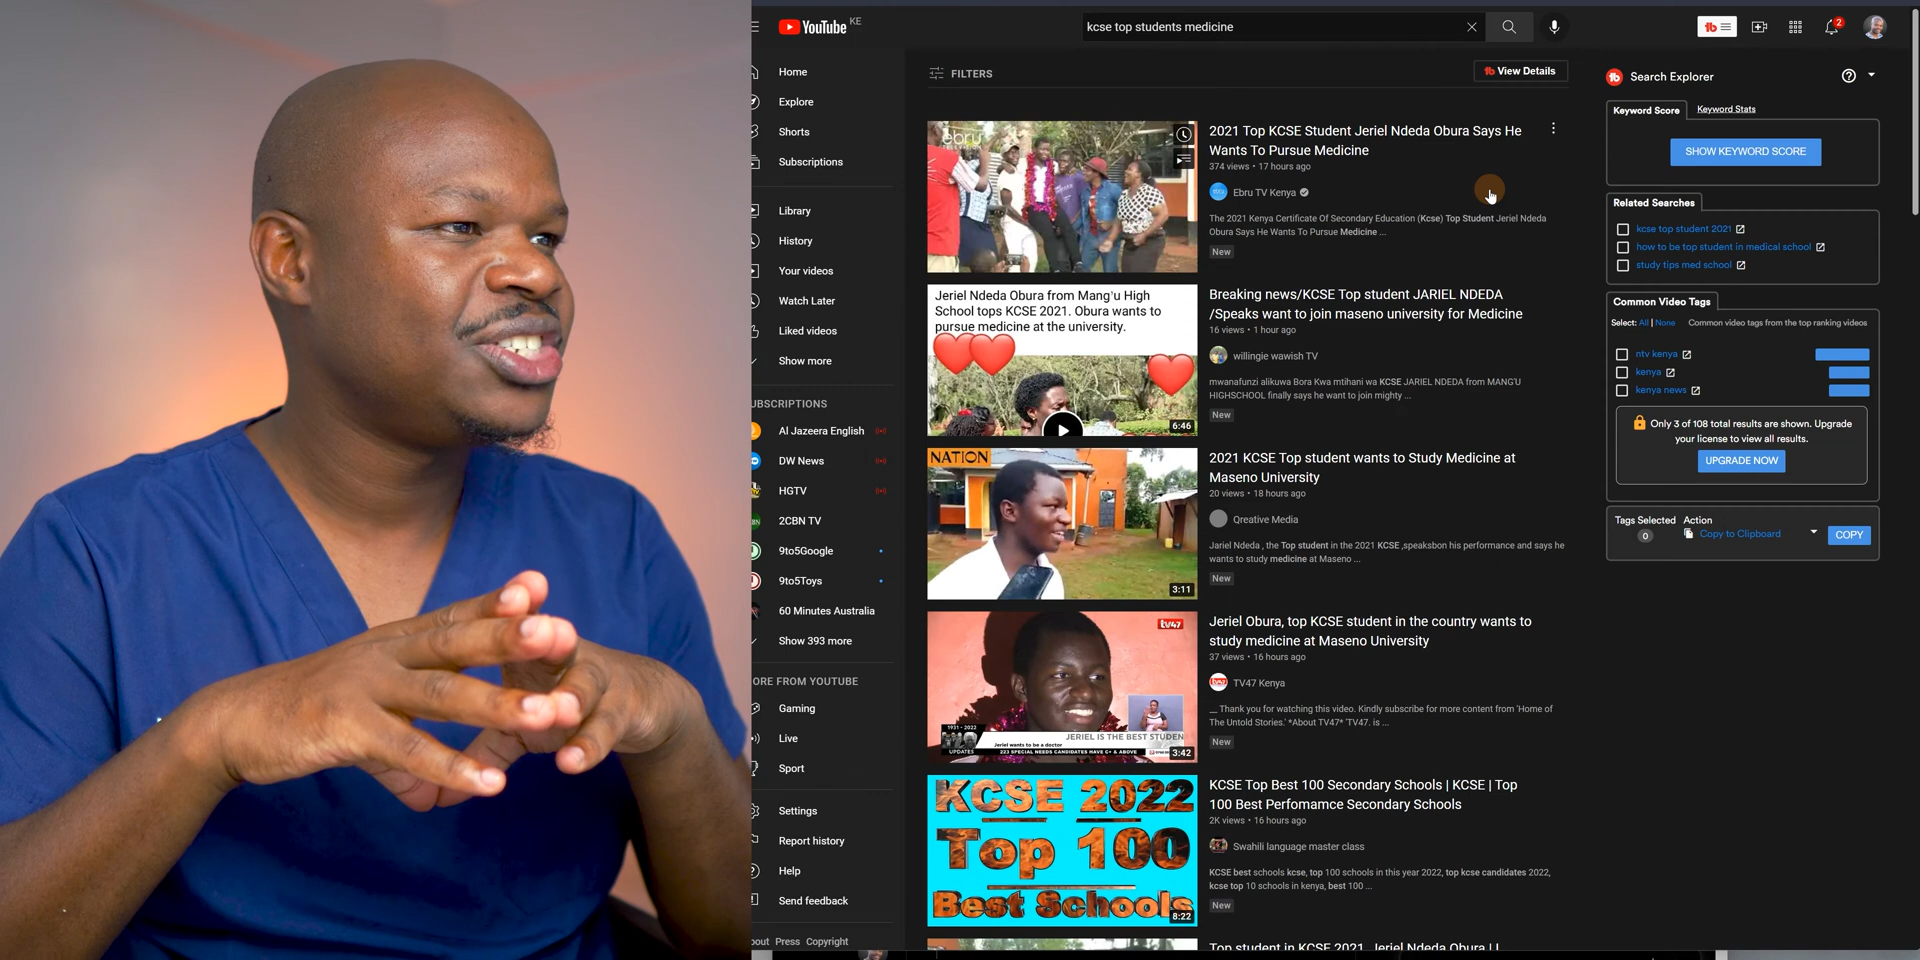 YouTube KE
kcse top students medicine
2
Home
Explore
Shorts
Subscriptions
Library
History
Your videos
Watch Later
Liked videos
Show more
UBSCRIPTIONS
Al Jazeera English
DW News
HGTV
2CBN TV
9to5Google
9to5Toys
60 Minutes Australia
Show 393 more
ORE FROM YOUTUBE
Gaming
Live
Sport
Settings
Report history
Help
Send feedback
out Press Copyright
FILTERS
tb View Details
ebru
TELEVISION
2021 Top KCSE Student Jeriel Ndeda Obura Says He
Wants To Pursue Medicine
374 views • 17 hours ago
Ebru TV Kenya
The 2021 Kenya Certificate Of Secondary Education (Kcse) Top Student Jeriel Ndeda
Obura Says He Wants To Pursue Medicine ...
New
Jeriel Ndeda Obura from Mang'u High
School tops KCSE 2021. Obura wants to
pursue medicine at the university.
6:46
Breaking news/KCSE Top student JARIEL NDEDA
/Speaks want to join maseno university for Medicine
16 views • 1 hour ago
willingie wawish TV
mwanafunzi alikuwa Bora Kwa mtihani wa KCSE JARIEL NDEDA from MANG'U
HIGHSCHOOL finally says he want to join mighty ...
New
NATION
3:11
2021 KCSE Top student wants to Study Medicine at
Maseno University
20 views • 18 hours ago
Qreative Media
Jariel Ndeda , the Top student in the 2021 KCSE ,speaksbon his performance and says he
wants to study medicine at Maseno ...
New
tv47
1931 - 2022
JERIEL IS THE BEST STUDEN
Jeriel wants to be a doctor
UPDATES
223 SPECIAL NEEDS CANDIDATES HAVE C+ & ABOVE
3:42
Jeriel Obura, top KCSE student in the country wants to
study medicine at Maseno University
37 views • 16 hours ago
TV47 Kenya
__ Thank you for watching this video. Kindly subscribe for more content from 'Home of
The Untold Stories.' *About TV47* 'TV47. is ...
New
KCSE 2022
Top 100
Best Schools
8:22
KCSE Top Best 100 Secondary Schools | KCSE | Top
100 Best Perfomamce Secondary Schools
2K views • 16 hours ago
Swahili language master class
KCSE best schools kcse, top 100 schools in this year 2022, top kcse candidates 2022,
kcse top 10 schools in kenya, best 100 ...
New
Top student in KCSE 2021, Jeriel Ndeda Obura
tb Search Explorer
Keyword Score
Keyword Stats
SHOW KEYWORD SCORE
Related Searches
kcse top student 2021
how to be top student in medical school
study tips med school
Common Video Tags
Select: All | None Common video tags from the top ranking videos
ntv kenya
kenya
kenya news
Only 3 of 108 total results are shown. Upgrade
your license to view all results.
UPGRADE NOW
Tags Selected
0
Action
Copy to Clipboard
COPY